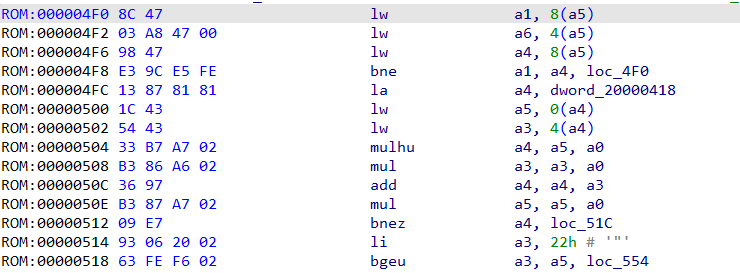 ROM:000004F0 8C 47 lw a1, 8(a5)
ROM:000004F2 03 A8 47 00 lw a6, 4(a5)
ROM:000004F6 98 47 lw a4, 8(a5)
ROM:000004F8 E3 9C E5 FE bne a1, a4, loc_4F0
ROM:000004FC 13 87 81 81 la a4, dword_20000418
ROM:00000500 1C 43 lw a5, 0(a4)
ROM:00000502 54 43 lw a3, 4(a4)
ROM:00000504 33 B7 A7 02 mulhu a4, a5, a0
ROM:00000508 B3 86 A6 02 mul a3, a3, a0
ROM:0000050C 36 97 add a4, a4, a3
ROM:0000050E B3 87 A7 02 mul a5, a5, a0
ROM:00000512 09 E7 bnez a4, loc_51C
ROM:00000514 93 06 20 02 li a3, 22h # '"'
ROM:00000518 63 FE F6 02 bgeu a3, a5, loc_554